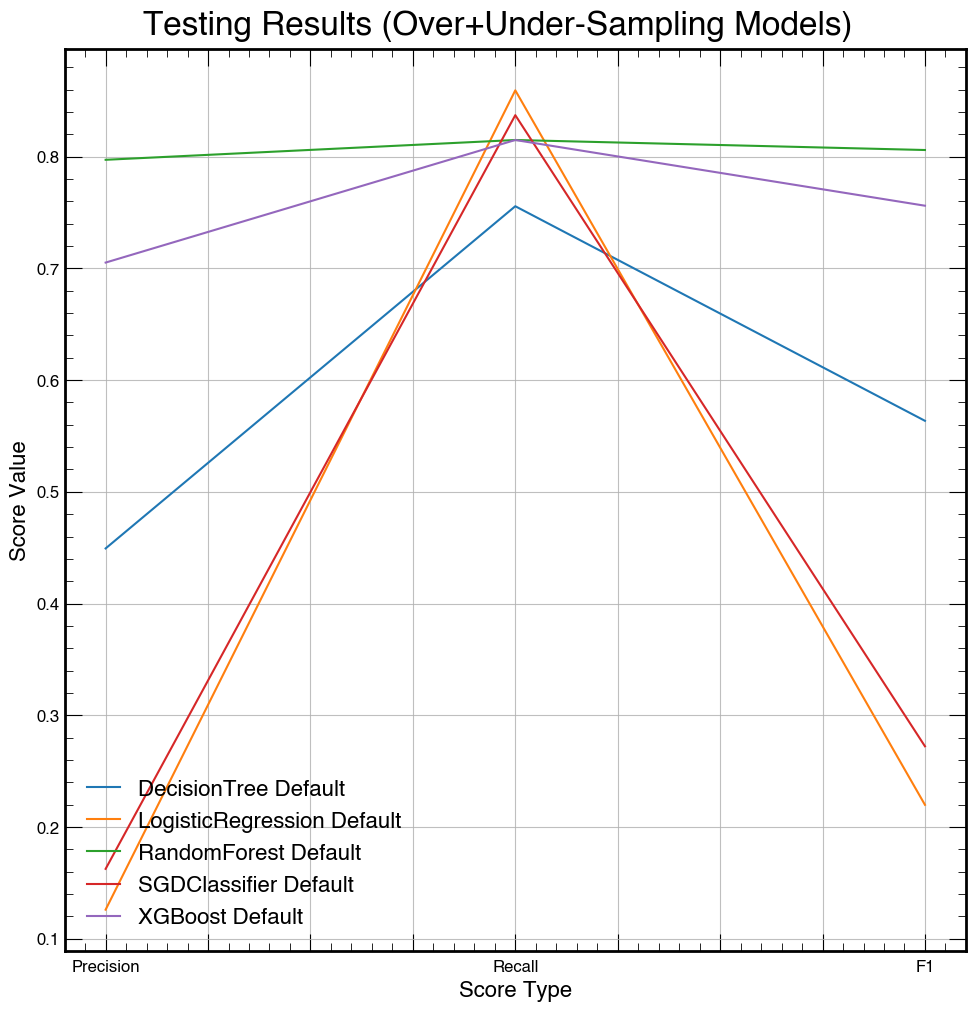 Testing Results (Over+Under-Sampling Models)
Score Value
0.8
0.7
0.6
0.5
0.4
0.3
0.2
0.1
DecisionTree Default
LogisticRegression Default
RandomForest Default
SGDClassifier Default
XGBoost Default
Precision Recall F1
Score Type